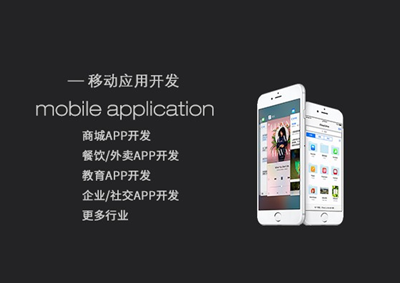 — 移动应用开发
mobile application
商城APP开发
餐饮/外卖APP开发
教育APP开发
企业/社交APP开发
更多行业